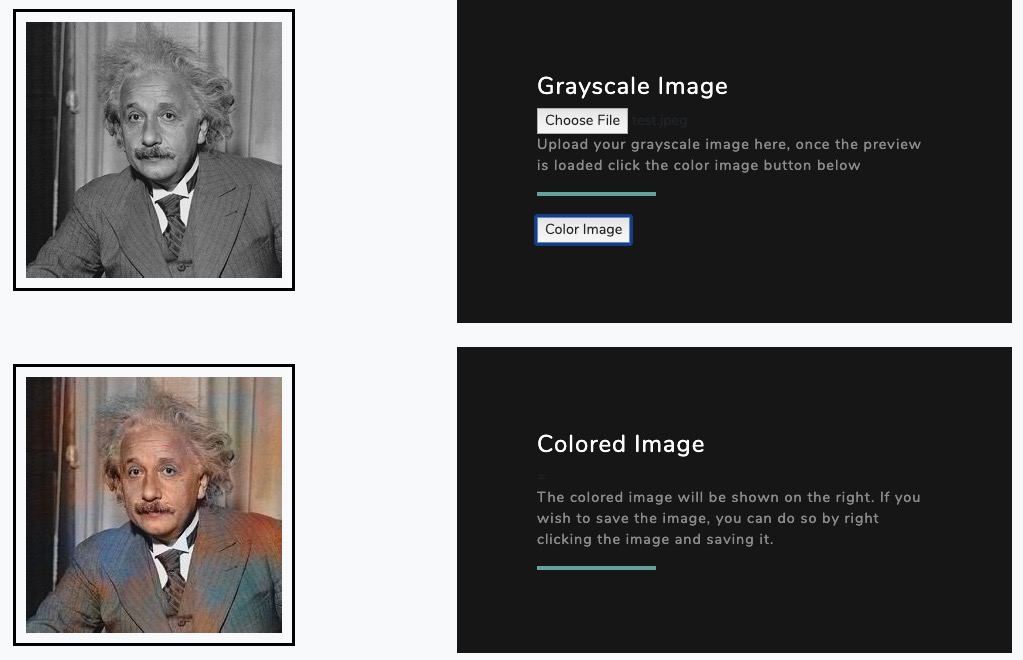 Grayscale Image
Choose File test.jpeg
Upload your grayscale image here, once the preview
is loaded click the color image button below
Color Image
Colored Image
=
The colored image will be shown on the right. If you
wish to save the image, you can do so by right
clicking the image and saving it.